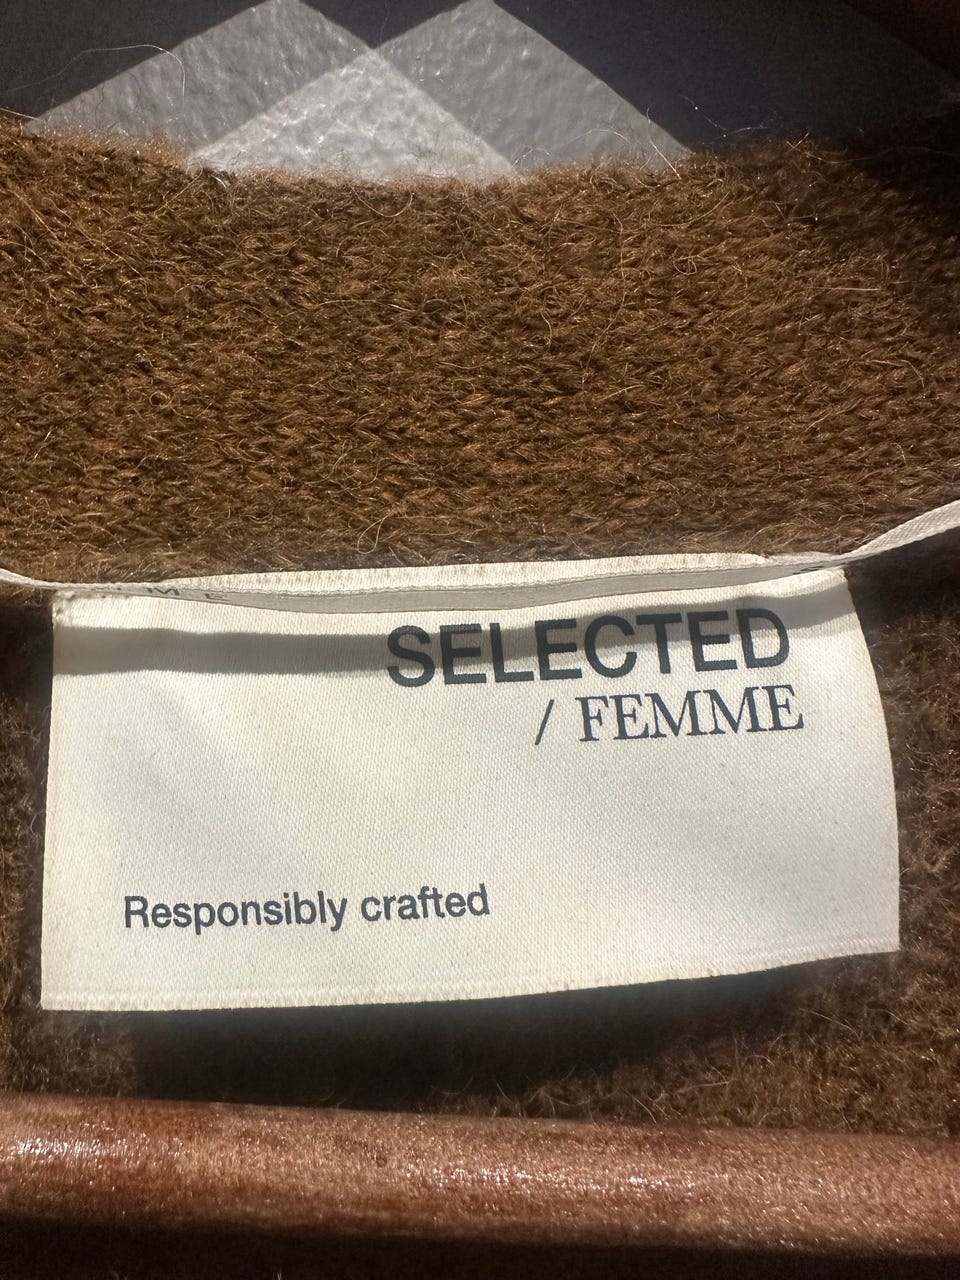 SELECTED
/ FEMME
Responsibly crafted